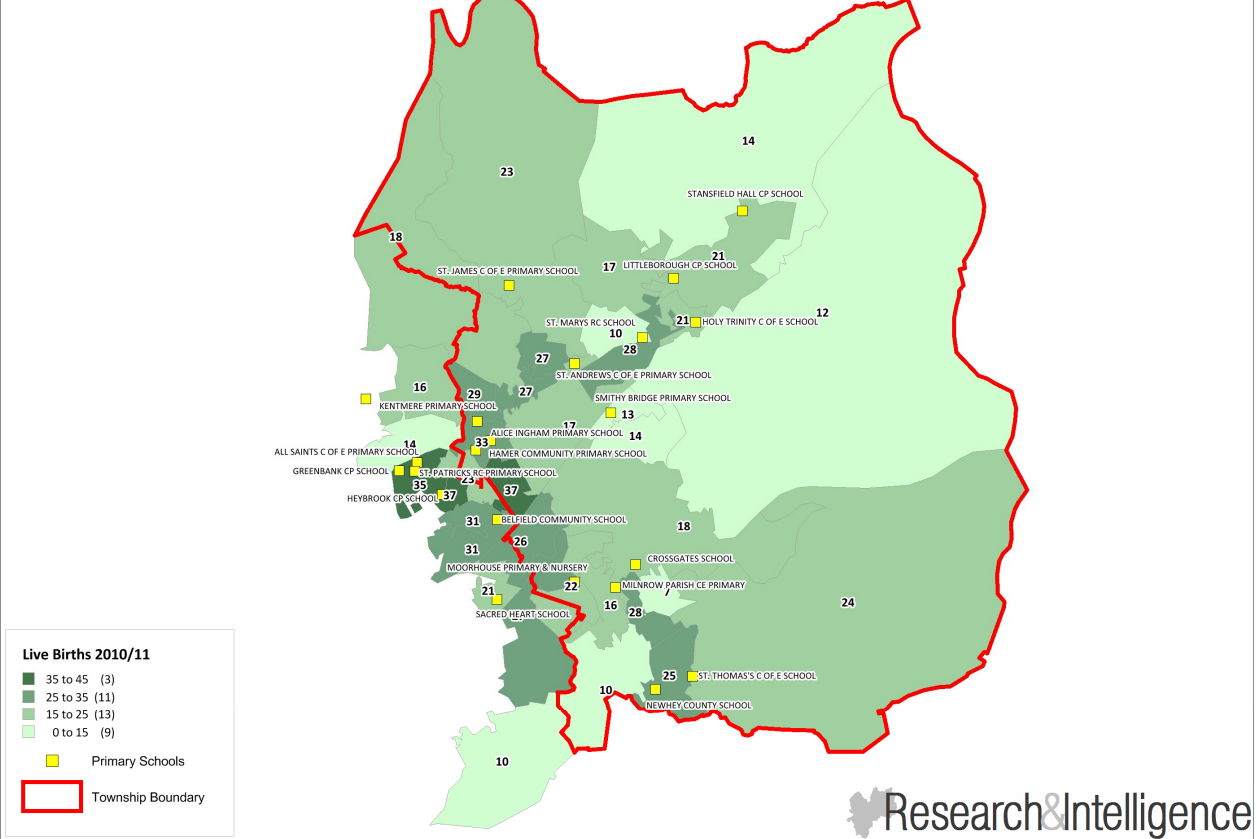 14
23
STANSFIELD HALL CP SCHOOL
18
21
17
LITTLEBOROUGH CP SCHOOL
ST. JAMES C OF E PRIMARY SCHOOL
12
ST. MARYS RC SCHOOL
21
HOLY TRINITY C OF E SCHOOL
10
28
27
ST. ANDREWS C OF E PRIMARY SCHOOL
16
29
27
SMITHY BRIDGE PRIMARY SCHOOL
KENTMERE PRIMARY SCHOOL
13
17
ALICE INGHAM PRIMARY SCHOOL
14
14
33
ALL SAINTS C OF E PRIMARY SCHOOL
HAMER COMMUNITY PRIMARY SCHOOL
GREENBANK CP SCHOOL
ST. PATRICKS RC PRIMARY SCHOOL
23
35
HEYBROOK CP SCHOOL
37
37
31
BELFIELD COMMUNITY SCHOOL
18
26
31
CROSSGATES SCHOOL
MOORHOUSE PRIMARY & NURSERY
22
MILNROW PARISH CE PRIMARY
7
21
16
24
SACRED HEART SCHOOL
28
25
ST. THOMAS'S C OF E SCHOOL
10
NEWHEY COUNTY SCHOOL
10
Live Births 2010/11
35 to 45 (3)
25 to 35 (11)
15 to 25 (13)
0 to 15 (9)
Primary Schools
Township Boundary
Research&Intelligence